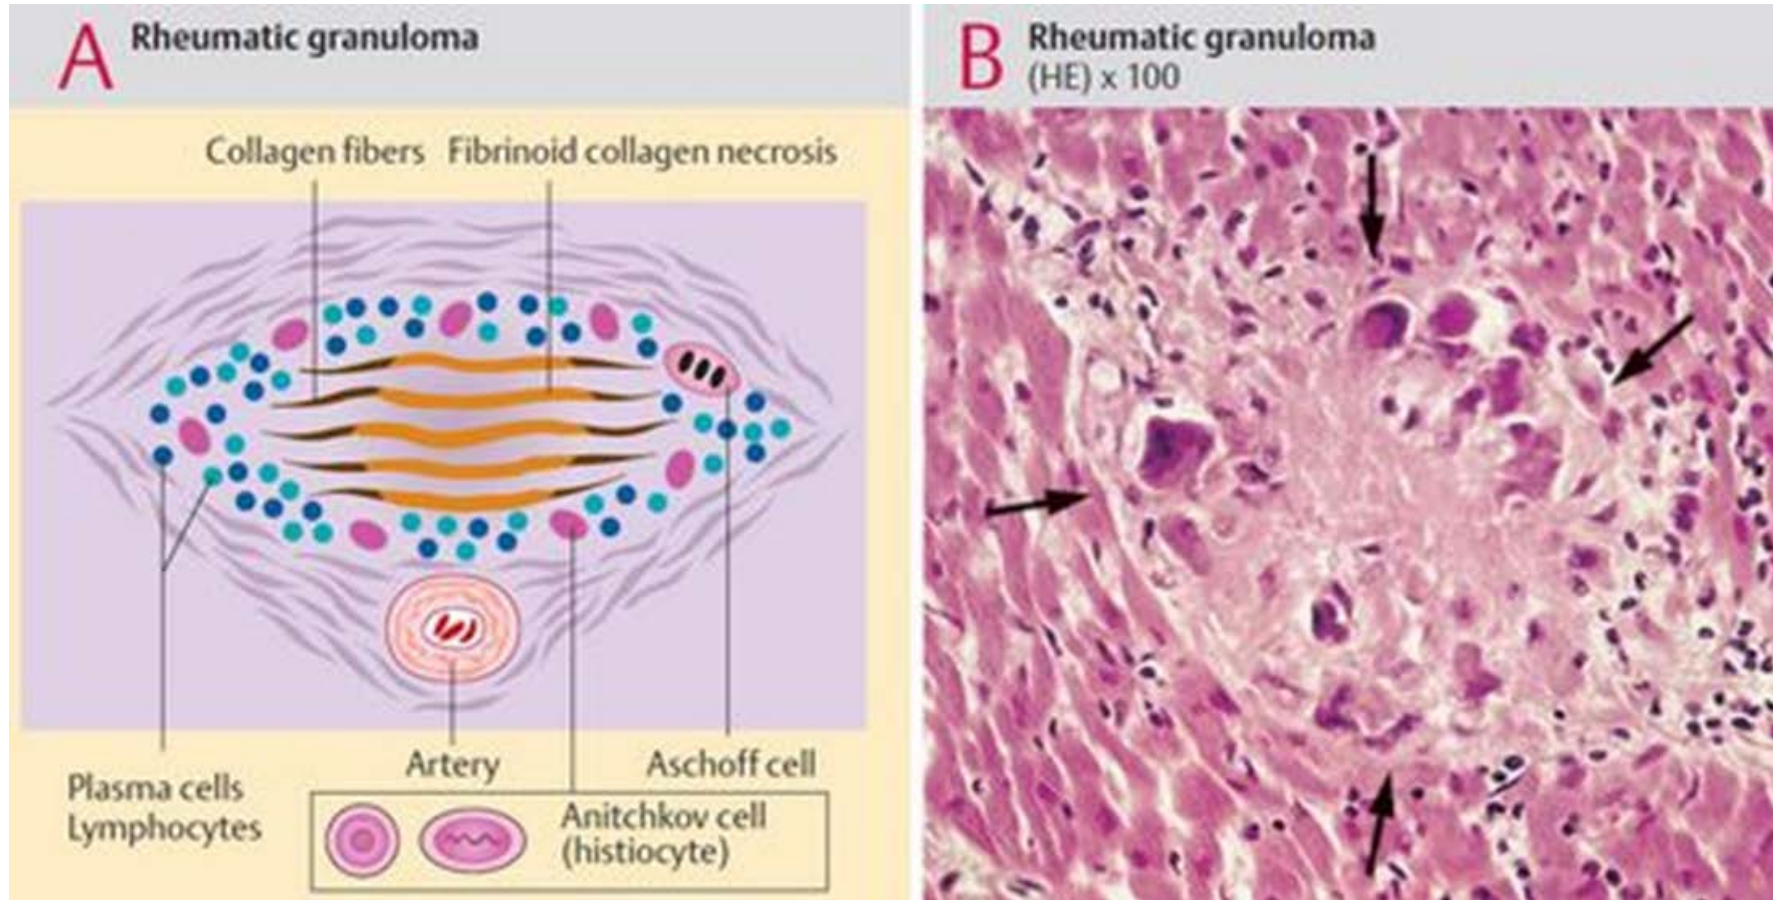 A Rheumatic granuloma
Collagen fibers Fibrinoid collagen necrosis
Artery Aschoff cell
Plasma cells
Lymphocytes
Anitchkov cell
(histiocyte)
B Rheumatic granuloma
(HE) x 100